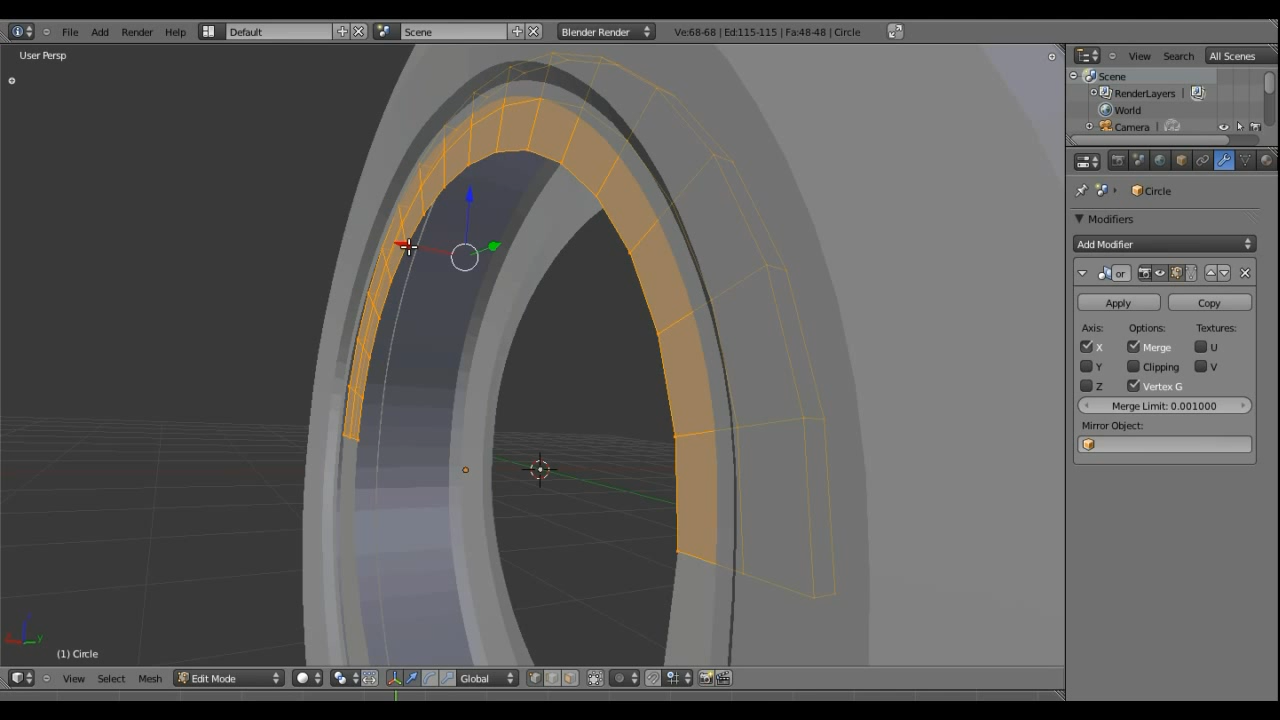 File Add Render Help Default Scene Blender Render Ve:68-68 | Ed:115-115 | Fa:48-48 | Circle
View Search All Scenes
User Persp
Scene
RenderLayers
World
Camera
Circle
Modifiers
Add Modifier
or
Apply Copy
Axis: Options: Textures:
X Merge U
Y Clipping V
Z Vertex G
Merge Limit: 0.001000
Mirror Object:
(1) Circle
View Select Mesh Edit Mode Global